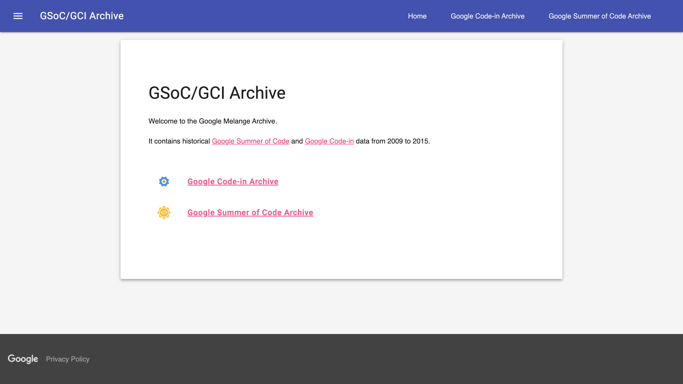 GSoC/GCI Archive
Home
Google Code-in Archive
Google Summer of Code Archive
GSoC/GCI Archive
Welcome to the Google Melange Archive.
It contains historical Google Summer of Code and Google Code-in data from 2009 to 2015.
Google Code-in Archive
Google Summer of Code Archive
Google
Privacy Policy